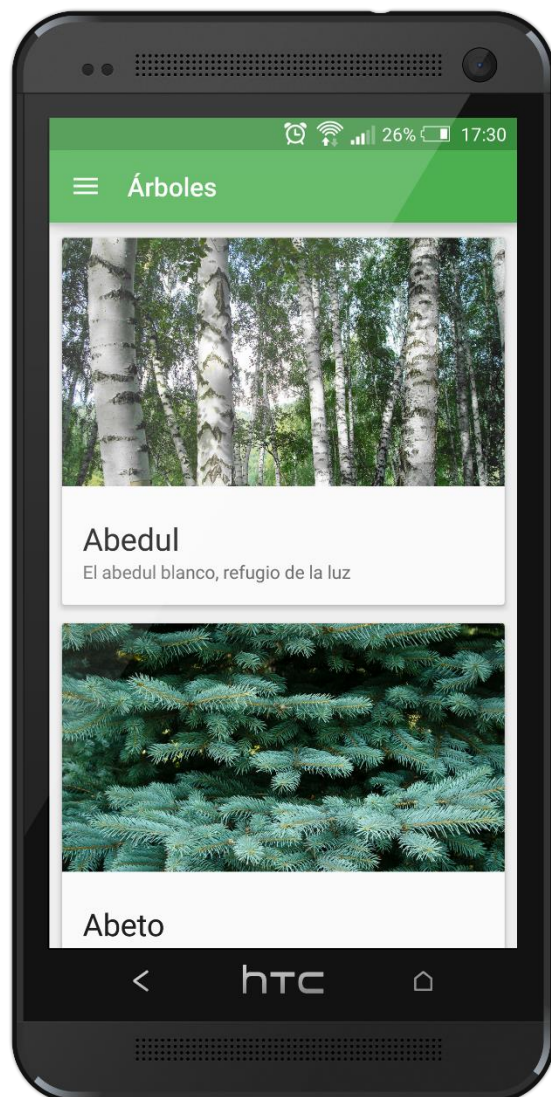 26% 17:30
Árboles
Abedul
El abedul blanco, refugio de la luz
Abeto
hTC